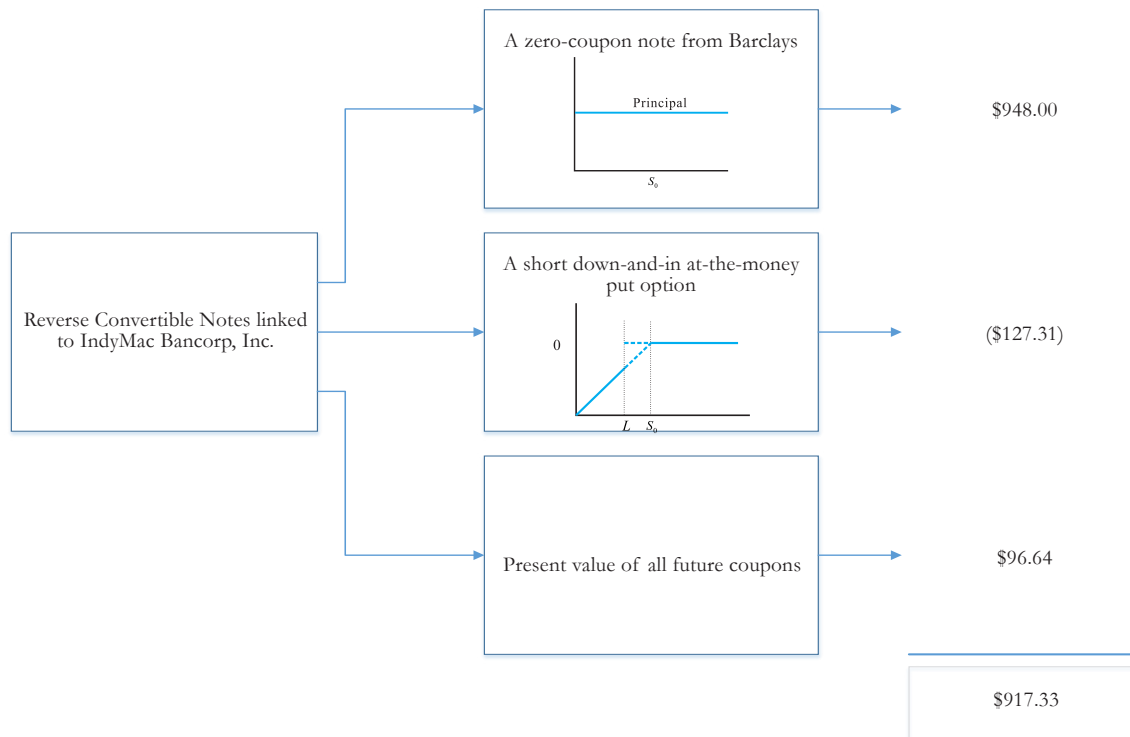 A zero-coupon note from Barclays
Principal
S₀
$948.00
Reverse Convertible Notes linked
to IndyMac Bancorp, Inc.
A short down-and-in at-the-money
put option
0
L S₀
($127.31)
Present value of all future coupons
$96.64
$917.33